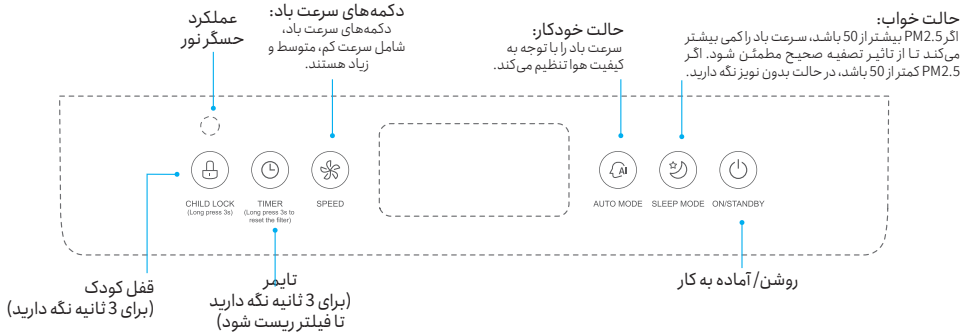 حالت خواب:
اگر PM2.5 بیشتر از 50 باشد، سرعت باد را کمی بیشتر
می‌کند تا از تاثیر تصفیه صحیح مطمئن شود. اگر
PM2.5 کمتر از 50 باشد، در حالت بدون نویز نگه دارید.
حالت خودکار:
سرعت باد را با توجه به
کیفیت هوا تنظیم می‌کند.
دکمه‌های سرعت باد:
دکمه‌های سرعت باد،
شامل سرعت کم، متوسط و
زیاد هستند.
عملکرد
حسگر نور
AI
CHILD LOCK
(Long press 3s)
TIMER
(Long press 3s to
reset the filter)
SPEED
AUTO MODE
SLEEP MODE
ON/STANDBY
روشن/ آماده به کار
تایمر
(برای 3 ثانیه نگه دارید
تا فیلتر ریست شود)
قفل کودک
(برای 3 ثانیه نگه دارید)